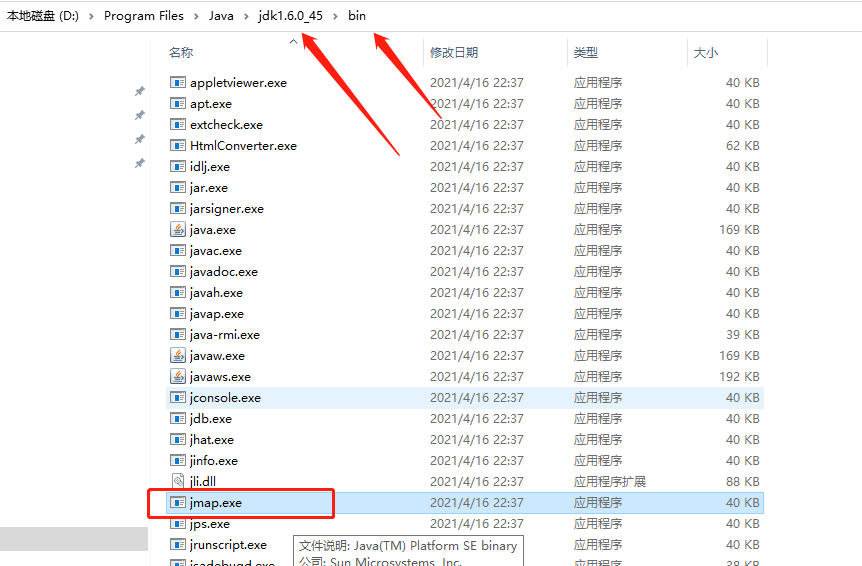 本地磁盘 (D:) › Program Files › Java › jdk1.6.0_45 › bin
名称 修改日期 类型 大小
appletviewer.exe 2021/4/16 22:37 应用程序 40 KB
apt.exe 2021/4/16 22:37 应用程序 40 KB
extcheck.exe 2021/4/16 22:37 应用程序 40 KB
HtmlConverter.exe 2021/4/16 22:37 应用程序 62 KB
idlj.exe 2021/4/16 22:37 应用程序 40 KB
jar.exe 2021/4/16 22:37 应用程序 40 KB
jarsigner.exe 2021/4/16 22:37 应用程序 40 KB
java.exe 2021/4/16 22:37 应用程序 169 KB
javac.exe 2021/4/16 22:37 应用程序 40 KB
javadoc.exe 2021/4/16 22:37 应用程序 40 KB
javah.exe 2021/4/16 22:37 应用程序 40 KB
javap.exe 2021/4/16 22:37 应用程序 40 KB
java-rmi.exe 2021/4/16 22:37 应用程序 39 KB
javaw.exe 2021/4/16 22:37 应用程序 169 KB
javaws.exe 2021/4/16 22:37 应用程序 192 KB
jconsole.exe 2021/4/16 22:37 应用程序 40 KB
jdb.exe 2021/4/16 22:37 应用程序 40 KB
jhat.exe 2021/4/16 22:37 应用程序 40 KB
jinfo.exe 2021/4/16 22:37 应用程序 40 KB
jli.dll 2021/4/16 22:37 应用程序扩展 88 KB
jmap.exe 2021/4/16 22:37 应用程序 40 KB
jps.exe 2021/4/16 22:37 应用程序 40 KB
jrunscript.exe 文件说明: Java(TM) Platform SE binary 应用程序 40 KB
jsadebugd.exe 公司: Sun Microsystems, Inc. 应用程序 38 KB